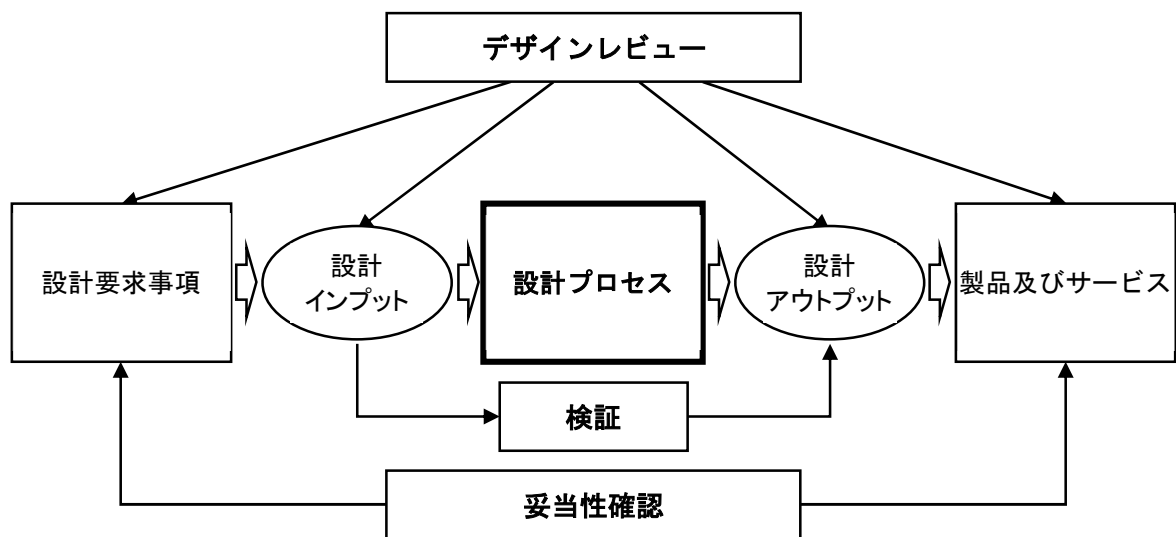 デザインレビュー
設計要求事項
設計
インプット
設計プロセス
設計
アウトプット
製品及びサービス
検証
妥当性確認